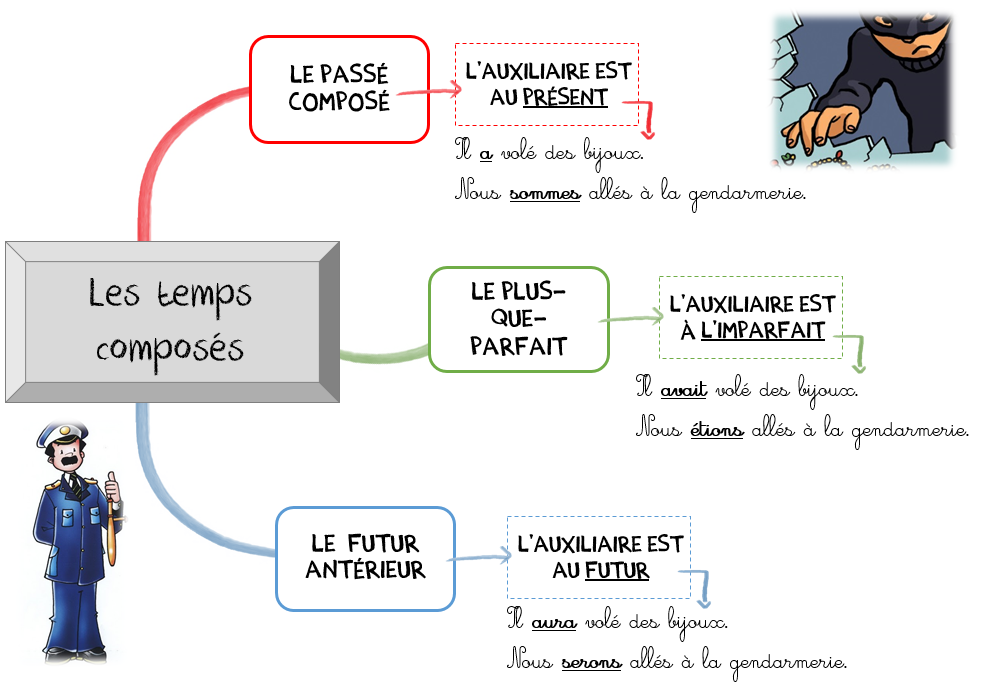 LE PASSÉ
COMPOSÉ
L'AUXILIAIRE EST
AU PRÉSENT
Il a volé des bijoux.
Nous sommes allés à la gendarmerie.
Les temps
composés
LE PLUS-
QUE-
PARFAIT
L'AUXILIAIRE EST
À L'IMPARFAIT
Il avait volé des bijoux.
Nous étions allés à la gendarmerie.
LE FUTUR
ANTÉRIEUR
L'AUXILIAIRE EST
AU FUTUR
Il aura volé des bijoux.
Nous serons allés à la gendarmerie.